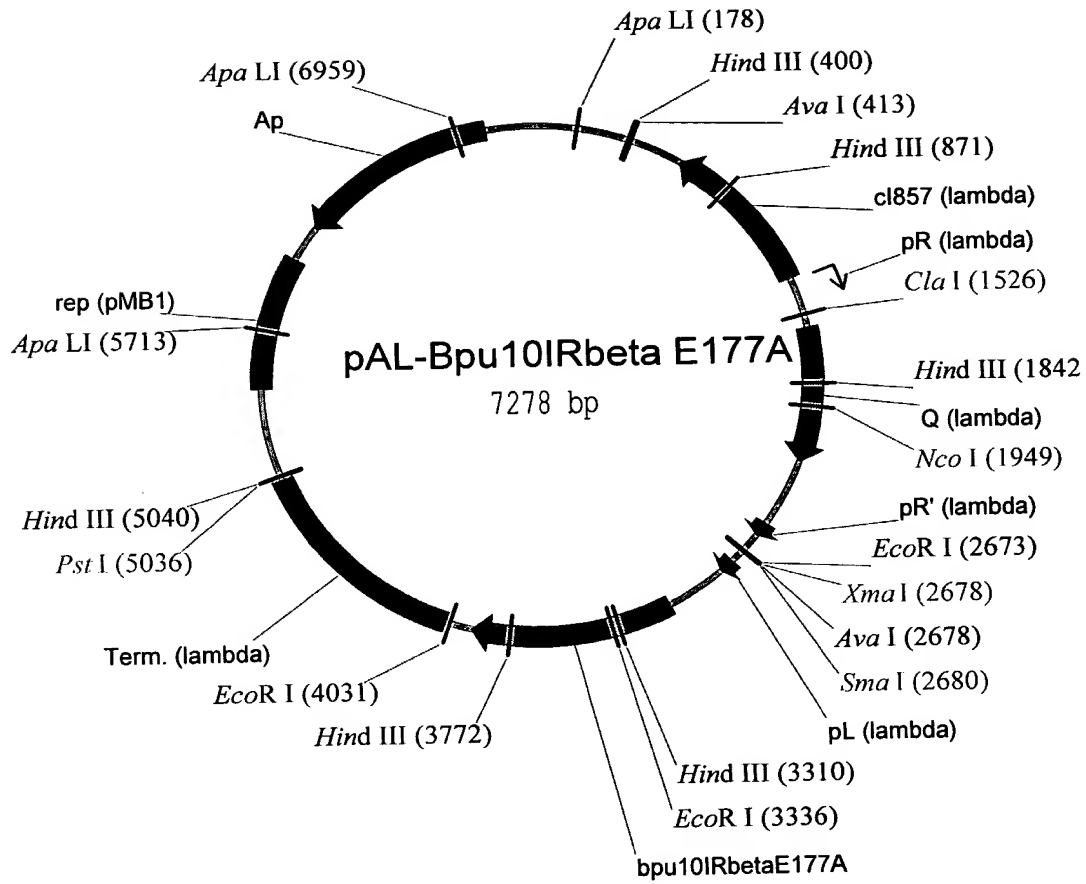 Apa LI (178)
Apa LI (6959)
Hind III (400)
Ap
Ava I (413)
Hind III (871)
cI857 (lambda)
pR (lambda)
Cla I (1526)
rep (pMB1)
Apa LI (5713)
pAL-Bpu10IRbeta E177A
7278 bp
Hind III (1842
Q (lambda)
Nco I (1949)
pR' (lambda)
EcoR I (2673)
Xma I (2678)
Ava I (2678)
Sma I (2680)
pL (lambda)
Hind III (5040)
Pst I (5036)
Term. (lambda)
EcoR I (4031)
Hind III (3772)
Hind III (3310)
EcoR I (3336)
bpu10IRbetaE177A